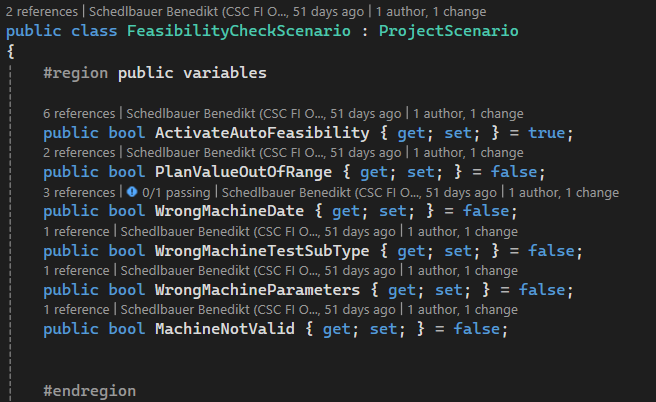 2 references | Schedlbauer Benedikt (CSC FI O..., 51 days ago | 1 author, 1 change
public class FeasibilityCheckScenario : ProjectScenario
{
#region public variables
6 references | Schedlbauer Benedikt (CSC FI O..., 51 days ago | 1 author, 1 change
public bool ActivateAutoFeasibility { get; set; } = true;
2 references | Schedlbauer Benedikt (CSC FI O..., 51 days ago | 1 author, 1 change
public bool PlanValueOutOfRange { get; set; } = false;
3 references | 0/1 passing | Schedlbauer Benedikt (CSC FI O..., 51 days ago | 1 author, 1 change
public bool WrongMachineDate { get; set; } = false;
1 reference | Schedlbauer Benedikt (CSC FI O..., 51 days ago | 1 author, 1 change
public bool WrongMachineTestSubType { get; set; } = false;
1 reference | Schedlbauer Benedikt (CSC FI O..., 51 days ago | 1 author, 1 change
public bool WrongMachineParameters { get; set; } = false;
1 reference | Schedlbauer Benedikt (CSC FI O..., 51 days ago | 1 author, 1 change
public bool MachineNotValid { get; set; } = false;
#endregion